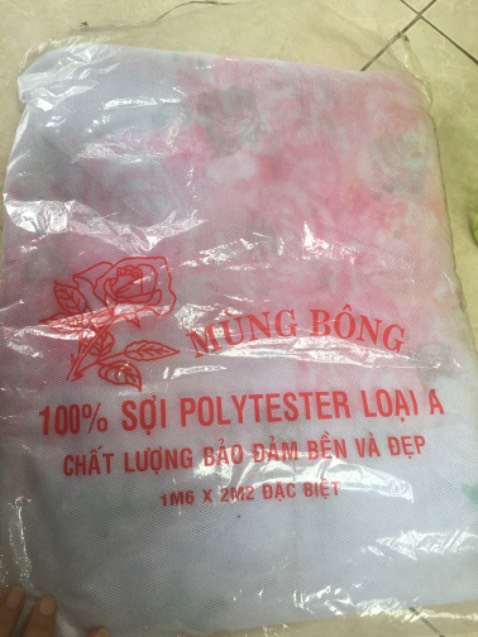 MÙNG BÔNG
100% SỢI POLYTESTER LOẠI A
CHẤT LƯỢNG BẢO ĐẢM BỀN VÀ ĐẸP
1M6 X 2M2 ĐẶC BIỆT